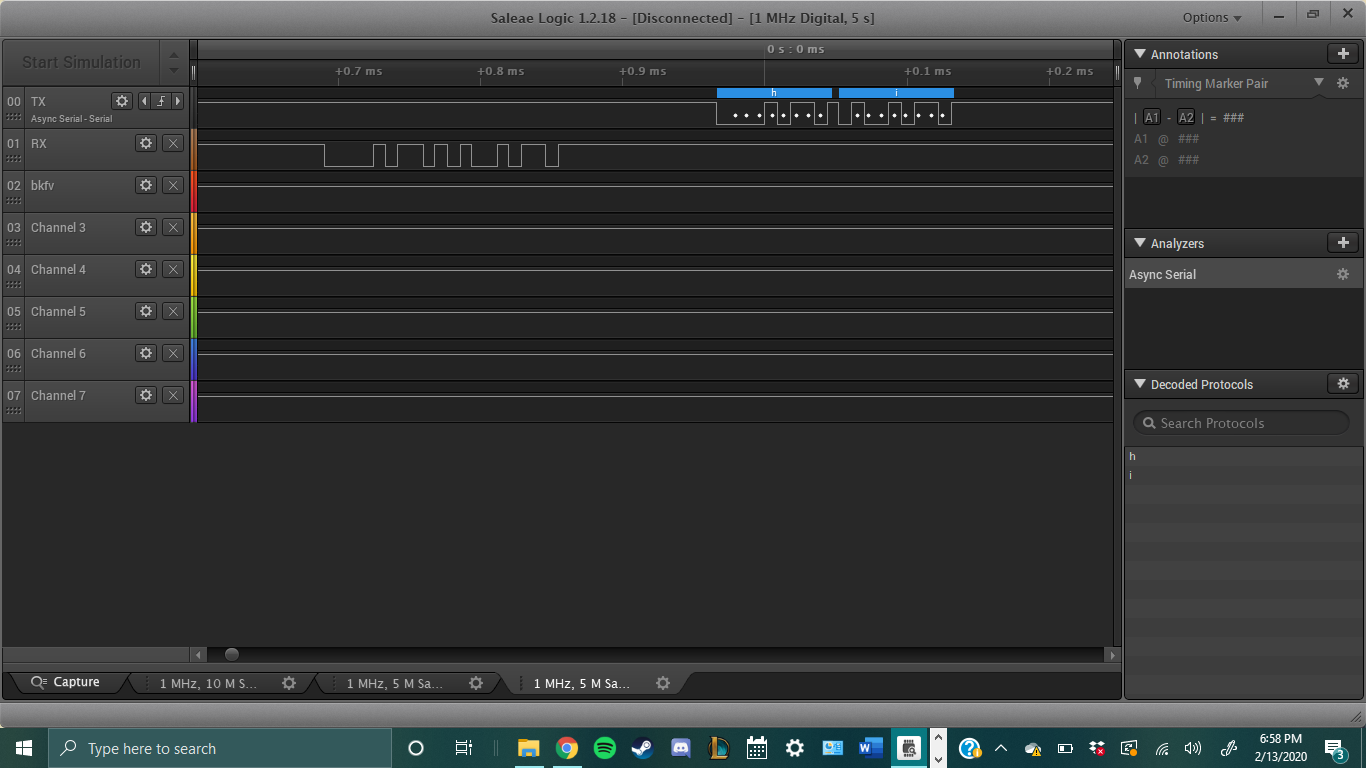 Saleae Logic 1.2.18 - [Disconnected] - [1 MHz Digital, 5 s]
Options
Start Simulation
0 s : 0 ms
+0.7 ms +0.8 ms +0.9 ms +0.1 ms +0.2 ms
00 TX
Async Serial - Serial
h i
01 RX
02 bkfv
03 Channel 3
04 Channel 4
05 Channel 5
06 Channel 6
07 Channel 7
Annotations
Timing Marker Pair
| A1 - A2 | = ###
A1 @ ###
A2 @ ###
Analyzers
Async Serial
Decoded Protocols
Search Protocols
h
i
Capture
1 MHz, 10 M S...
1 MHz, 5 M Sa...
1 MHz, 5 M Sa...
Type here to search
6:58 PM
2/13/2020
3